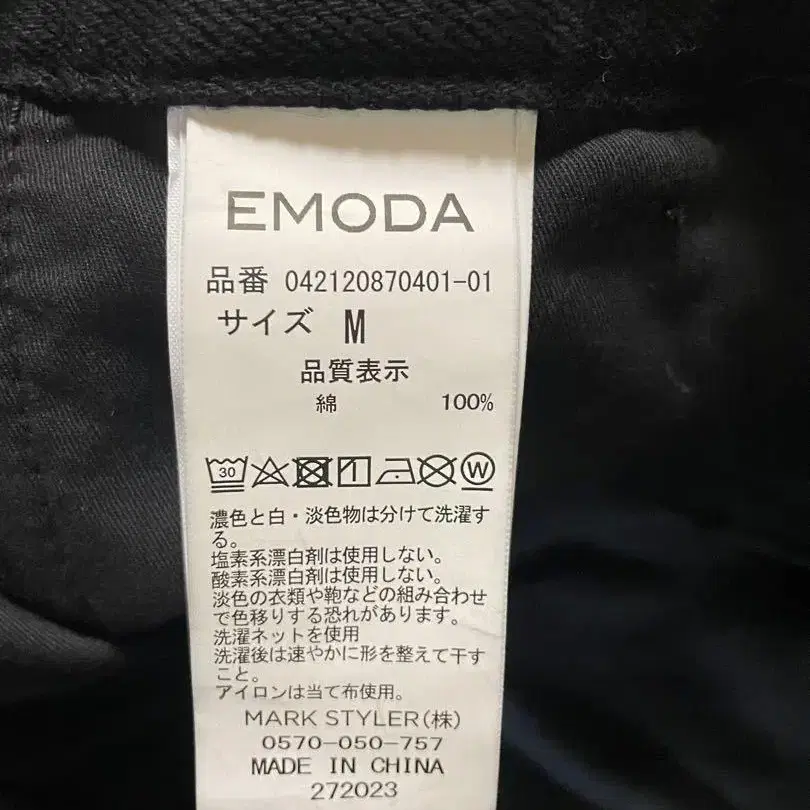 EMODA
品番 042120870401-01
サイズ M
品質表示
綿 100%
30 W
濃色と白・淡色物は分けて洗濯す
る。
塩素系漂白剤は使用しない。
酸素系漂白剤は使用しない。
淡色の衣類や鞄などの組み合わせ
で色移りする恐れがあります。
洗濯ネットを使用
洗濯後は速やかに形を整えて干す
こと。
アイロンは当て布使用。
MARK STYLER(株)
0570-050-757
MADE IN CHINA
272023